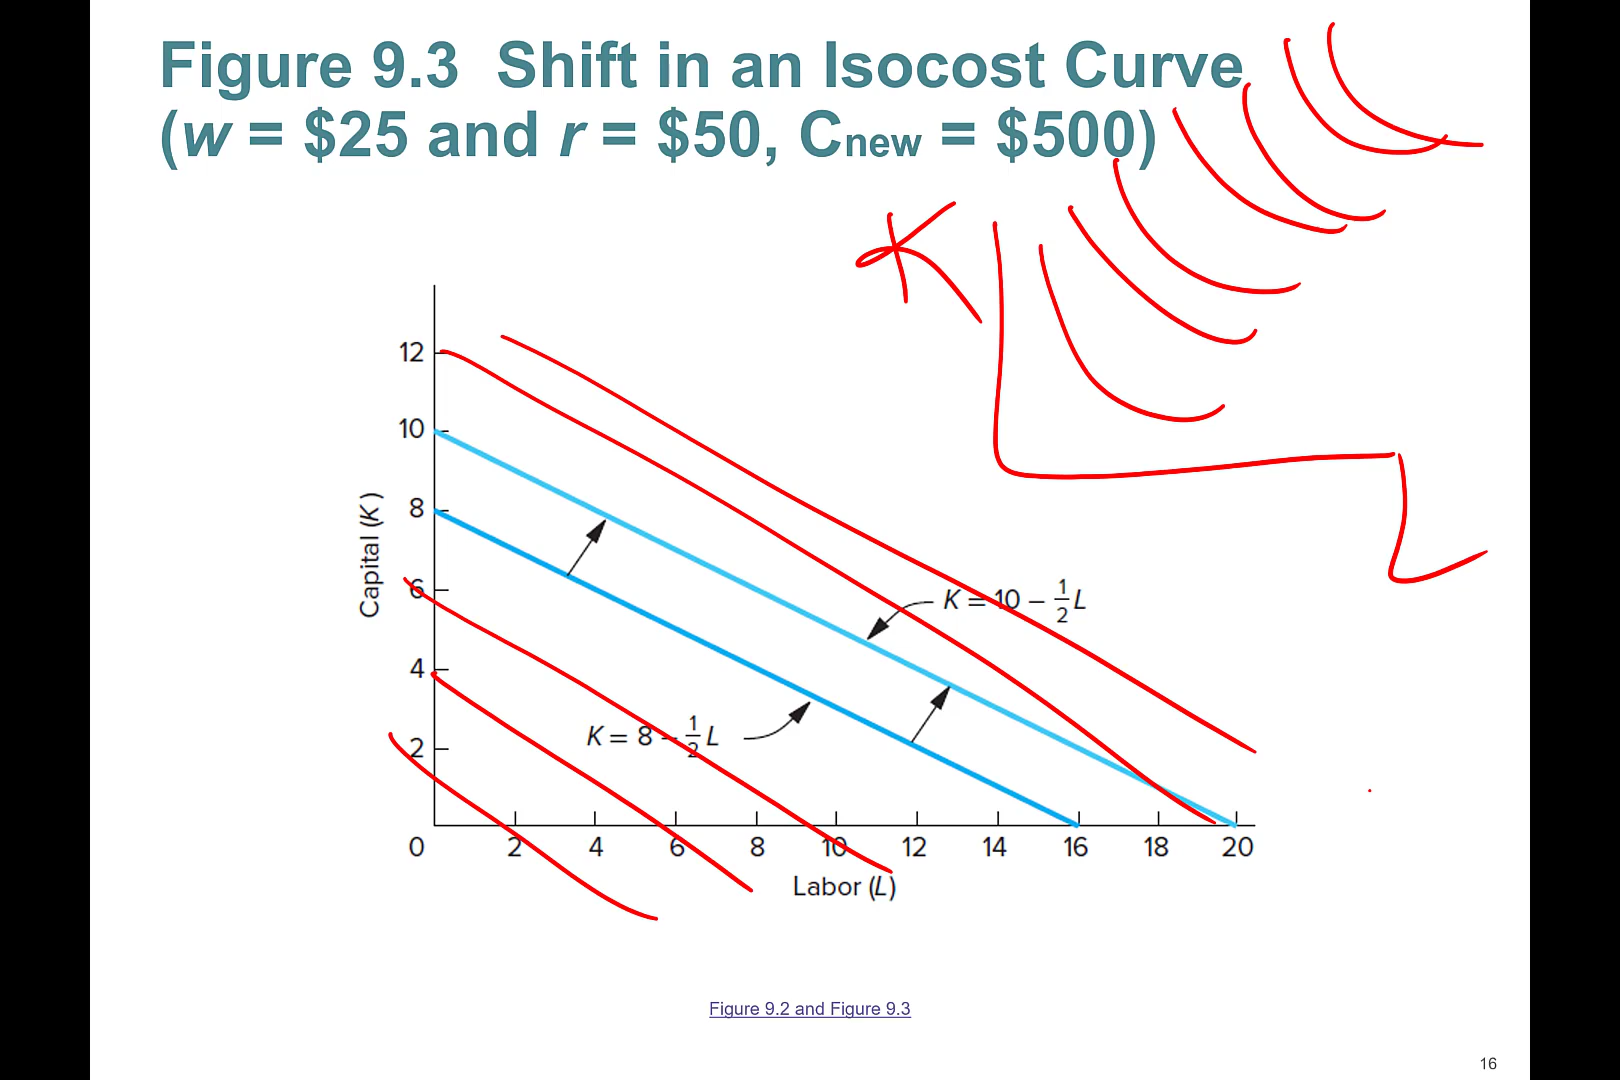 Figure 9.3 Shift in an Isocost Curve
(w = $25 and r = $50, Cnew = $500)
K
L
12
10
8
6
4
2
0
Capital (K)
K = 10 – 1/2 L
K = 8 – 1/2 L
2 4 6 8 10 12 14 16 18 20
Labor (L)
Figure 9.2 and Figure 9.3
16